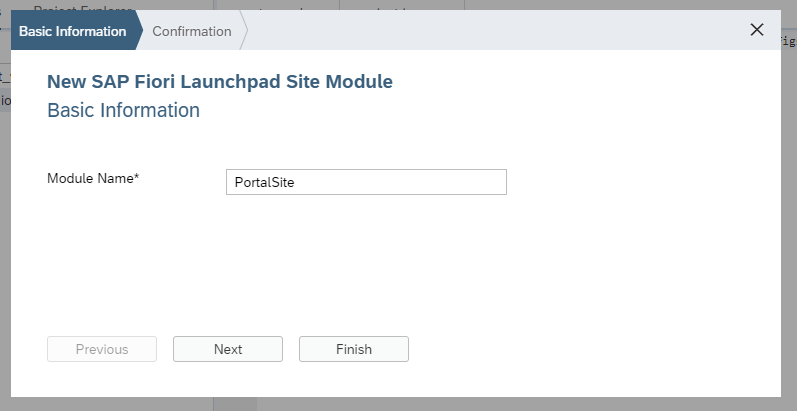 Basic Information
Confirmation
New SAP Fiori Launchpad Site Module
Basic Information
Module Name*
PortalSite
Previous
Next
Finish